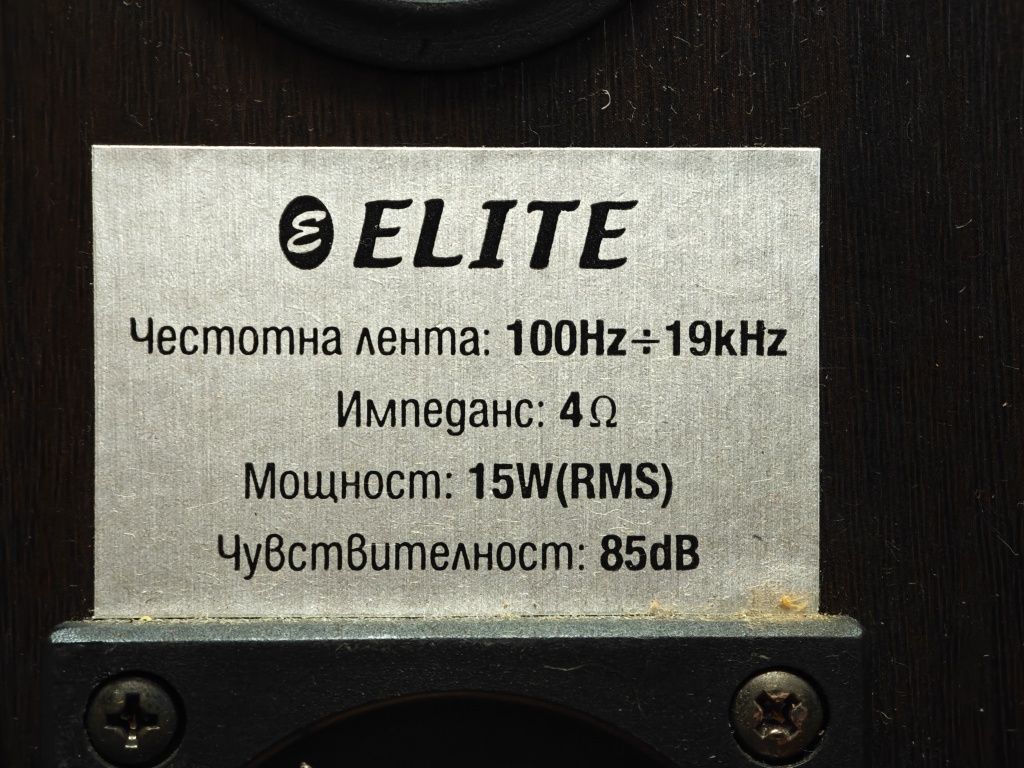 ELITE
Честотна лента: 100Hz÷19kHz
Импеданс: 4Ω
Мощност: 15W(RMS)
Чувствителност: 85dB